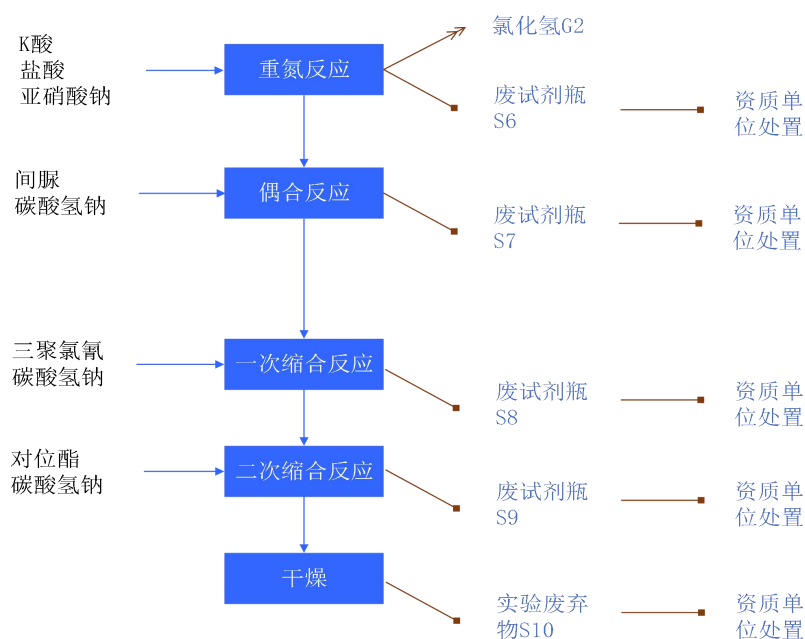 K酸
盐酸
亚硝酸钠
重氮反应
氯化氢G2
废试剂瓶
S6
资质单
位处置
间脲
碳酸氢钠
偶合反应
废试剂瓶
S7
资质单
位处置
三聚氯氰
碳酸氢钠
一次缩合反应
废试剂瓶
S8
资质单
位处置
对位酯
碳酸氢钠
二次缩合反应
废试剂瓶
S9
资质单
位处置
干燥
实验废弃
物S10
资质单
位处置